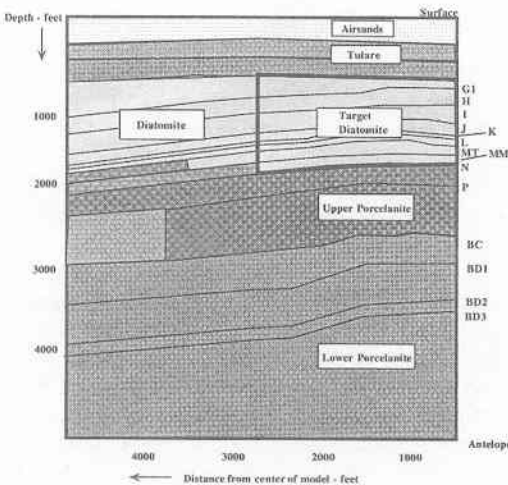 Surface
Depth - feet
Airsands
Tulare
G1
H
1000
I
Diatomite
Target
Diatomite
J
K
L
MT
MM
N
2000
P
Upper Porcelanite
BC
3000
BD1
BD2
BD3
4000
Lower Porcelanite
Antelope
4000 3000 2000 1000
Distance from center of model - feet